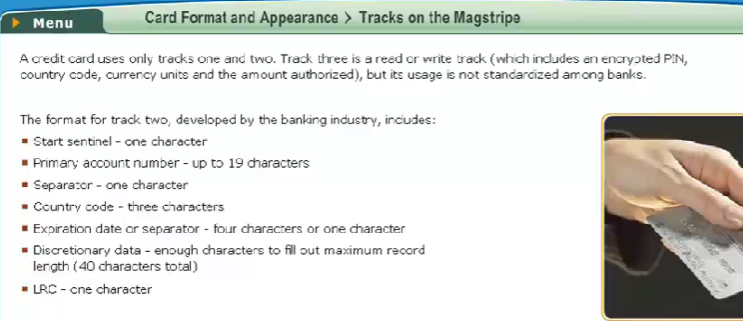 Menu
Card Format and Appearance > Tracks on the Magstripe
A credit card uses only tracks one and two. Track three is a read or write track (which includes an encrypted PIN,
country code, currency units and the amount authorized), but its usage is not standardized among banks.
The format for track two, developed by the banking industry, includes:
Start sentinel - one character
Primary account number - up to 19 characters
Separator - one character
Country code - three characters
Expiration date or separator - four characters or one character
Discretionary data - enough characters to fill out maximum record
length (40 characters total)
LRC - one character